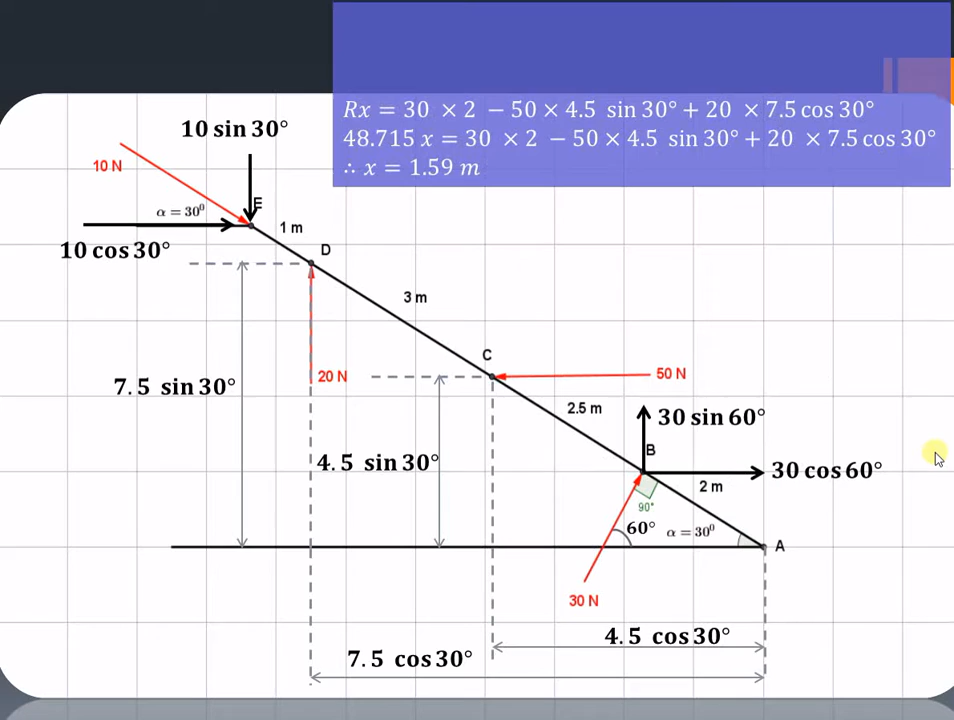 Rx = 30 × 2 − 50 × 4.5 sin 30° + 20 × 7.5 cos 30°
48.715 x = 30 × 2 − 50 × 4.5 sin 30° + 20 × 7.5 cos 30°
∴ x = 1.59 m
10 sin 30°
10 N
α = 30⁰
E
1 m
10 cos 30°
D
3 m
C
20 N
50 N
7.5 sin 30°
2.5 m
30 sin 60°
B
4.5 sin 30°
30 cos 60°
2 m
90°
60°
α = 30⁰
A
30 N
4.5 cos 30°
7.5 cos 30°